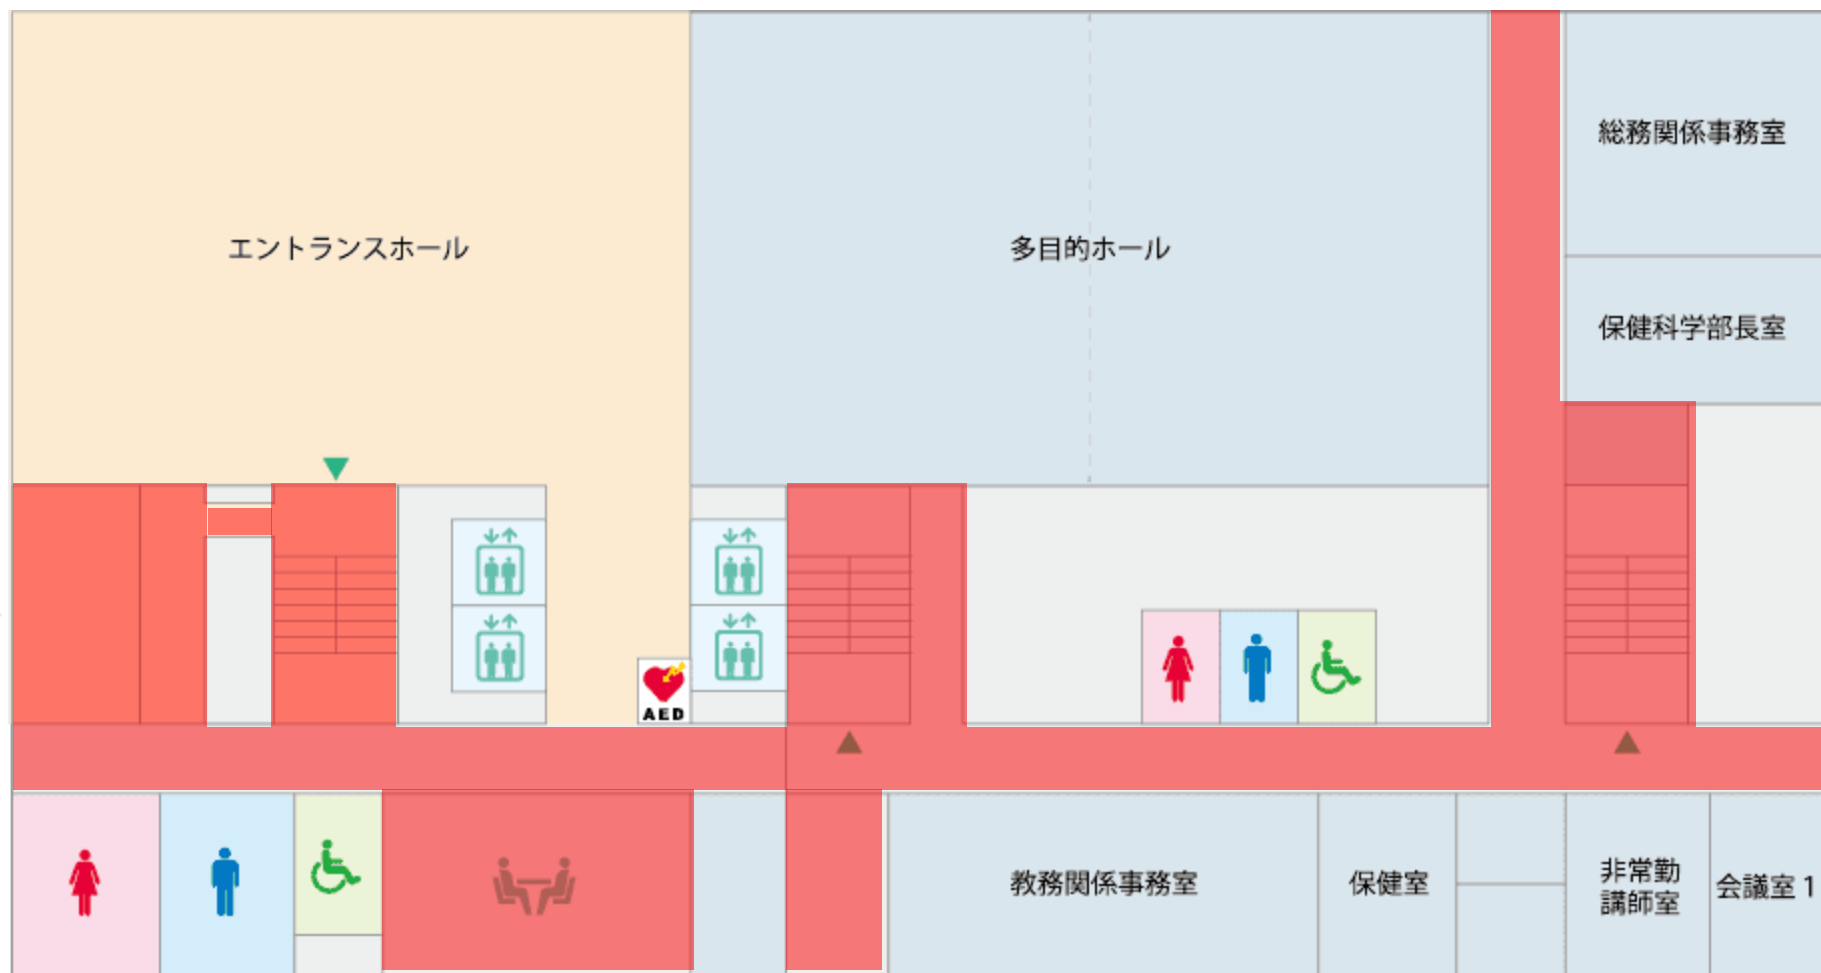 総務関係事務室
エントランスホール
多目的ホール
保健科学部長室
AED
教務関係事務室
保健室
非常勤
講師室
会議室1